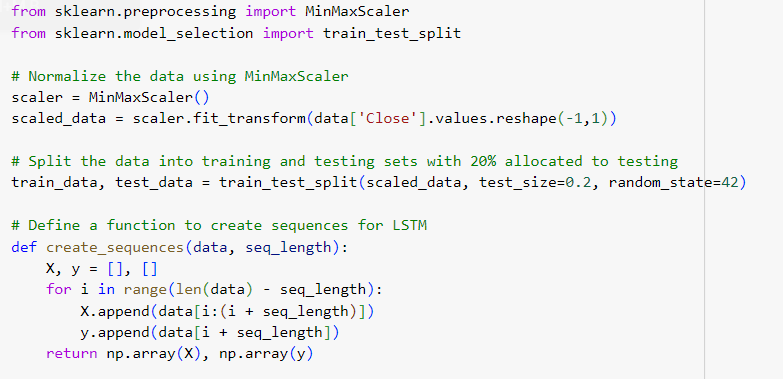 from sklearn.preprocessing import MinMaxScaler
from sklearn.model_selection import train_test_split

# Normalize the data using MinMaxScaler
scaler = MinMaxScaler()
scaled_data = scaler.fit_transform(data['Close'].values.reshape(-1,1))

# Split the data into training and testing sets with 20% allocated to testing
train_data, test_data = train_test_split(scaled_data, test_size=0.2, random_state=42)

# Define a function to create sequences for LSTM
def create_sequences(data, seq_length):
    X, y = [], []
    for i in range(len(data) - seq_length):
        X.append(data[i:(i + seq_length)])
        y.append(data[i + seq_length])
    return np.array(X), np.array(y)